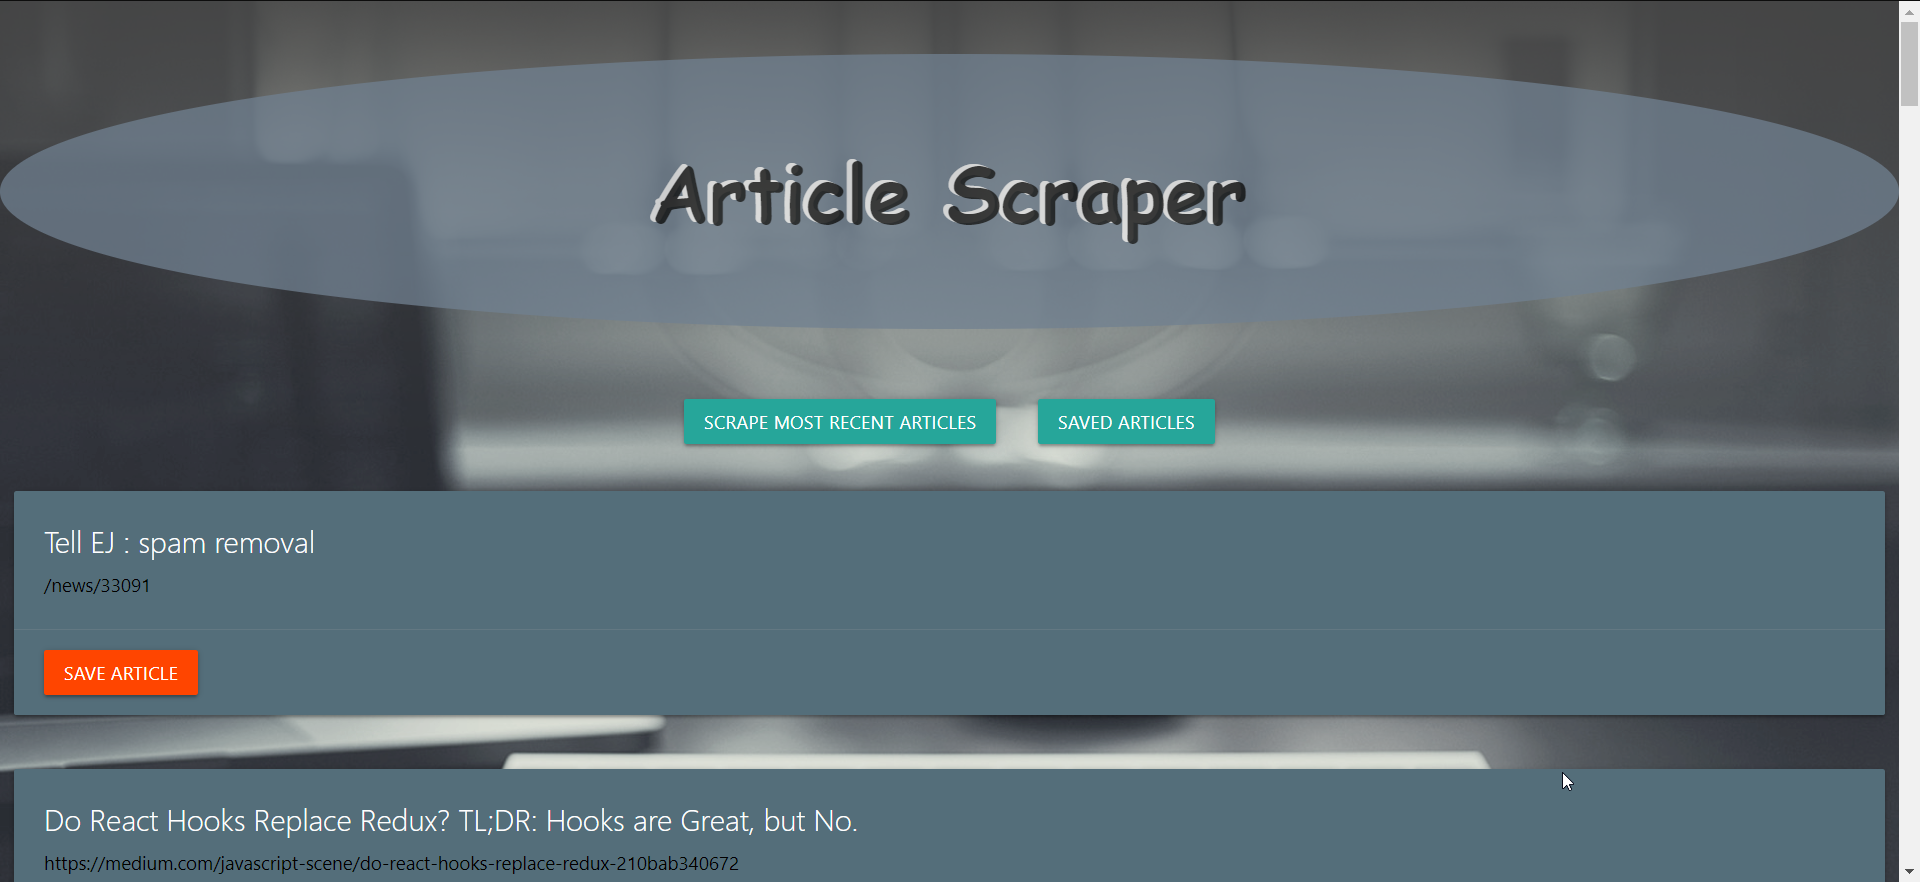 Article Scraper
SCRAPE MOST RECENT ARTICLES
SAVED ARTICLES
Tell EJ : spam removal
/news/33091
SAVE ARTICLE
Do React Hooks Replace Redux? TL;DR: Hooks are Great, but No.
https://medium.com/javascript-scene/do-react-hooks-replace-redux-210bab340672